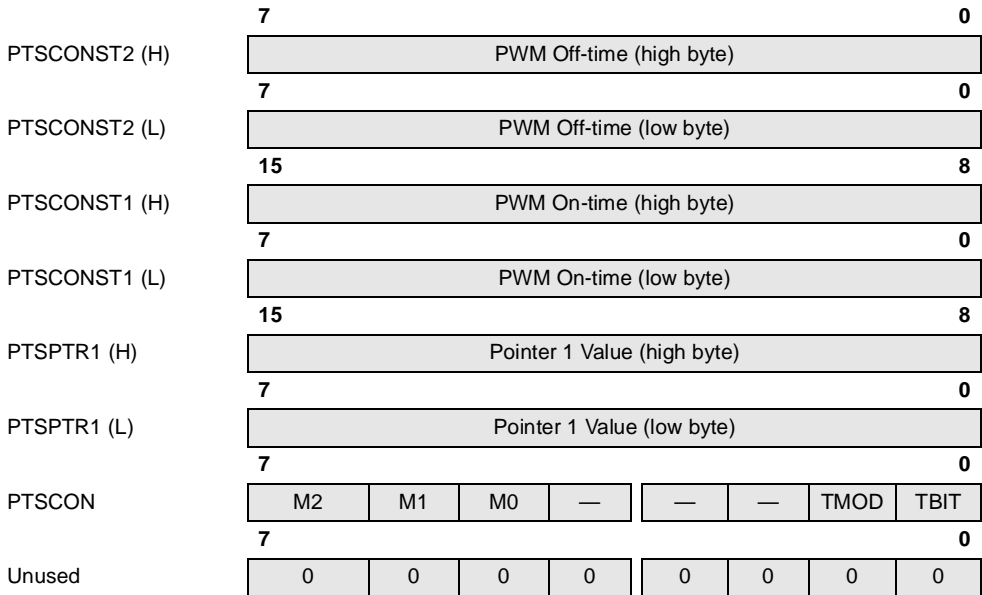 7 0
PTSCONST2 (H) PWM Off-time (high byte)
7 0
PTSCONST2 (L) PWM Off-time (low byte)
15 8
PTSCONST1 (H) PWM On-time (high byte)
7 0
PTSCONST1 (L) PWM On-time (low byte)
15 8
PTSPTR1 (H) Pointer 1 Value (high byte)
7 0
PTSPTR1 (L) Pointer 1 Value (low byte)
7 0
PTSCON M2 M1 M0 — — — TMOD TBIT
7 0
Unused 0 0 0 0 0 0 0 0